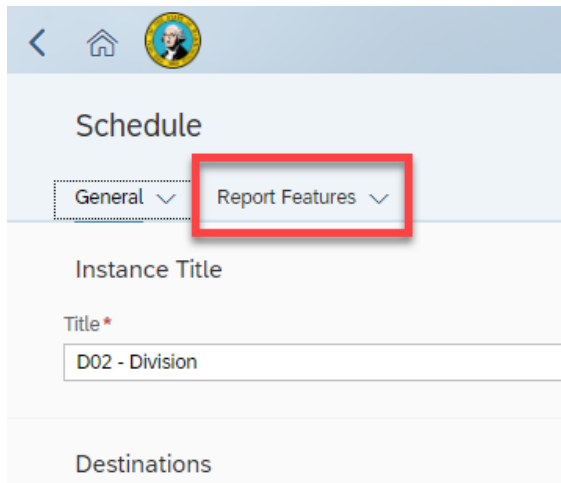 Schedule
General
Report Features
Instance Title
Title*
D02 - Division
Destinations